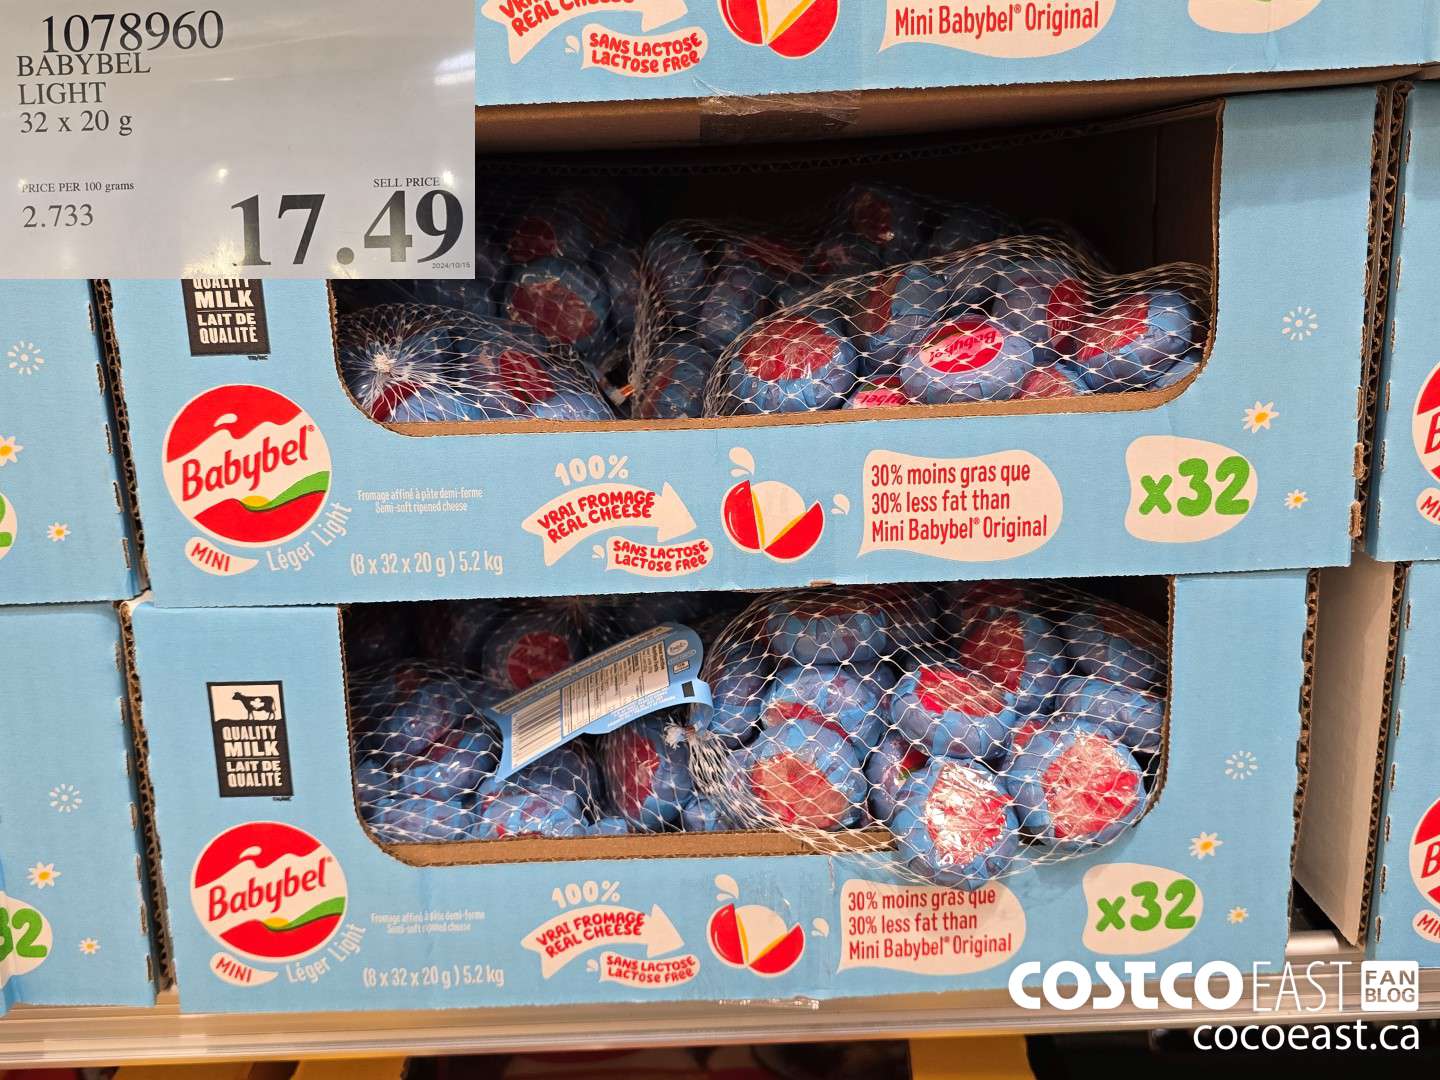 1078960
BABYBEL
LIGHT
32 x 20 g
PRICE PER 100 grams
2.733
SELL PRICE
17.49
2024/10/15
REAL CHEESE
SANS LACTOSE
LACTOSE FREE
Mini Babybel® Original
QUALITY
MILK
LAIT DE
QUALITÉ
TM/MC
Babybel®
MINI
Léger Light
Fromage affiné à pâte demi-ferme
Semi-soft ripened cheese
(8 x 32 x 20 g) 5.2 kg
100%
VRAI FROMAGE
REAL CHEESE
SANS LACTOSE
LACTOSE FREE
30% moins gras que
30% less fat than
Mini Babybel® Original
x32
Babybel
QUALITY
MILK
LAIT DE
QUALITÉ
TM/MC
Babybel®
MINI
Léger Light
Fromage affiné à pâte demi-ferme
Semi-soft ripened cheese
(8 x 32 x 20 g) 5.2 kg
100%
VRAI FROMAGE
REAL CHEESE
SANS LACTOSE
LACTOSE FREE
30% moins gras que
30% less fat than
Mini Babybel® Original
x32
32
COSTCO EAST FAN
BLOG
cocoeast.ca